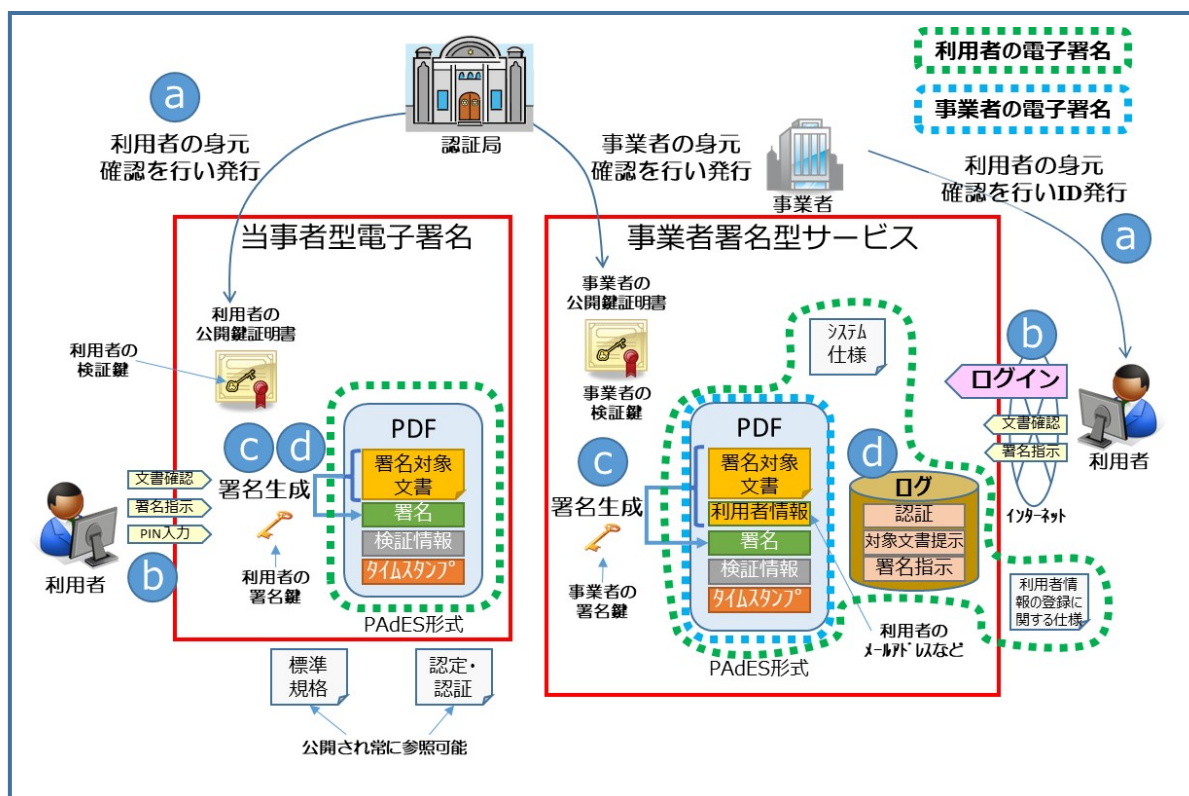 利用者の電子署名
事業者の電子署名
a
利用者の身元
確認を行い発行
認証局
事業者の身元
確認を行い発行
事業者
利用者の身元
確認を行いID発行
a
当事者型電子署名
利用者の
公開鍵証明書
利用者の
検証鍵
c
d
署名生成
文書確認
署名指示
PIN入力
利用者
b
利用者の
署名鍵
PDF
署名対象
文書
署名
検証情報
ﾀｲﾑｽﾀﾝﾌﾟ
PAdES形式
標準
規格
認定・
認証
公開され常に参照可能
事業者署名型サービス
事業者の
公開鍵証明書
事業者の
検証鍵
c
署名生成
事業者の
署名鍵
PDF
署名対象
文書
利用者情報
署名
検証情報
ﾀｲﾑｽﾀﾝﾌﾟ
PAdES形式
利用者の
ﾒｰﾙｱﾄﾞﾚｽなど
ｼｽﾃﾑ
仕様
d
ログ
認証
対象文書提示
署名指示
b
ログイン
文書確認
署名指示
ｲﾝﾀｰﾈｯﾄ
利用者
利用者情
報の登録に
関する仕様